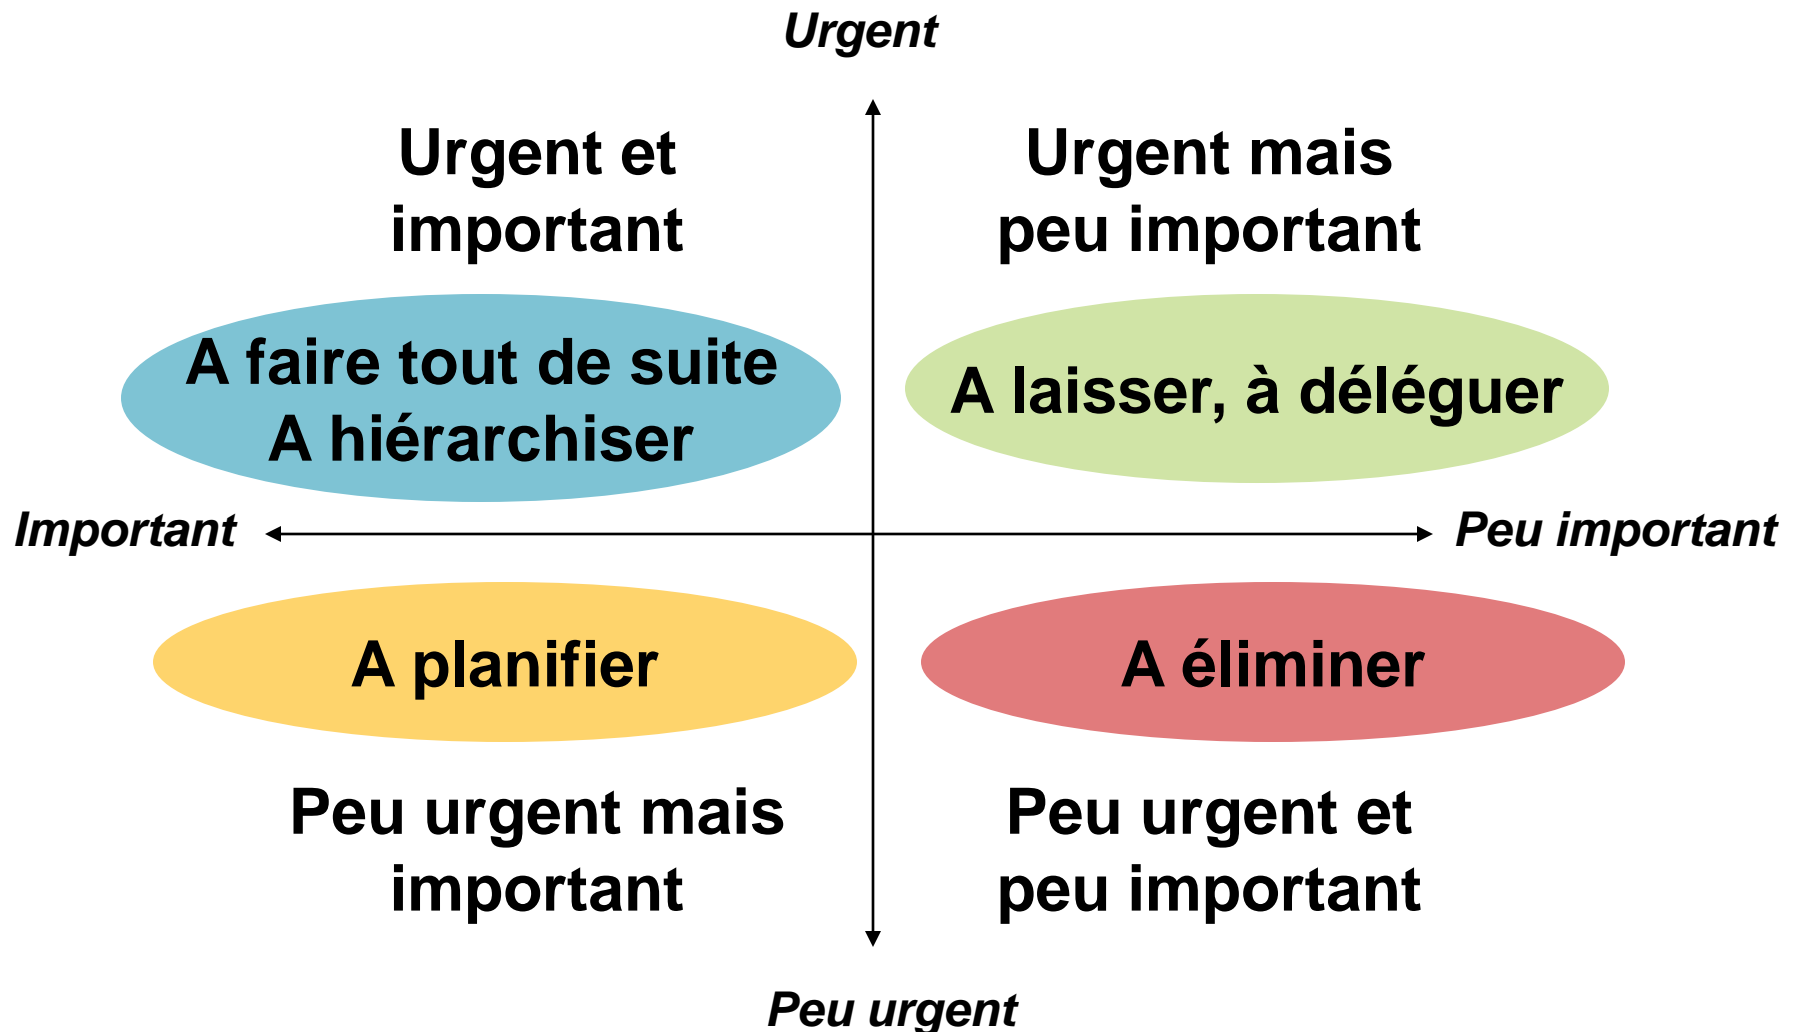 Urgent
Urgent et
important
Urgent mais
peu important
A faire tout de suite
A hiérarchiser
A laisser, à déléguer
Important
Peu important
A planifier
A éliminer
Peu urgent mais
important
Peu urgent et
peu important
Peu urgent